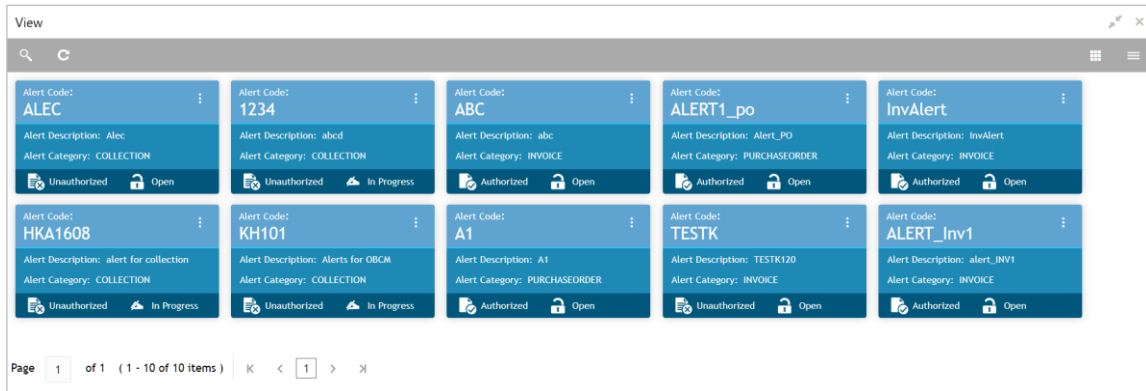 View
Alert Code:
ALEC
Alert Description: Alec
Alert Category: COLLECTION
Unauthorized Open
Alert Code:
1234
Alert Description: abcd
Alert Category: COLLECTION
Unauthorized In Progress
Alert Code:
ABC
Alert Description: abc
Alert Category: INVOICE
Authorized Open
Alert Code:
ALERT1_po
Alert Description: Alert_PO
Alert Category: PURCHASEORDER
Authorized Open
Alert Code:
InvAlert
Alert Description: InvAlert
Alert Category: INVOICE
Authorized Open
Alert Code:
HKA1608
Alert Description: alert for collection
Alert Category: COLLECTION
Unauthorized In Progress
Alert Code:
KH101
Alert Description: Alerts for OBCM
Alert Category: COLLECTION
Unauthorized In Progress
Alert Code:
A1
Alert Description: A1
Alert Category: PURCHASEORDER
Authorized Open
Alert Code:
TESTK
Alert Description: TESTK120
Alert Category: INVOICE
Unauthorized Open
Alert Code:
ALERT_Inv1
Alert Description: alert_INV1
Alert Category: INVOICE
Authorized Open
Page 1 of 1 (1 - 10 of 10 items) 1